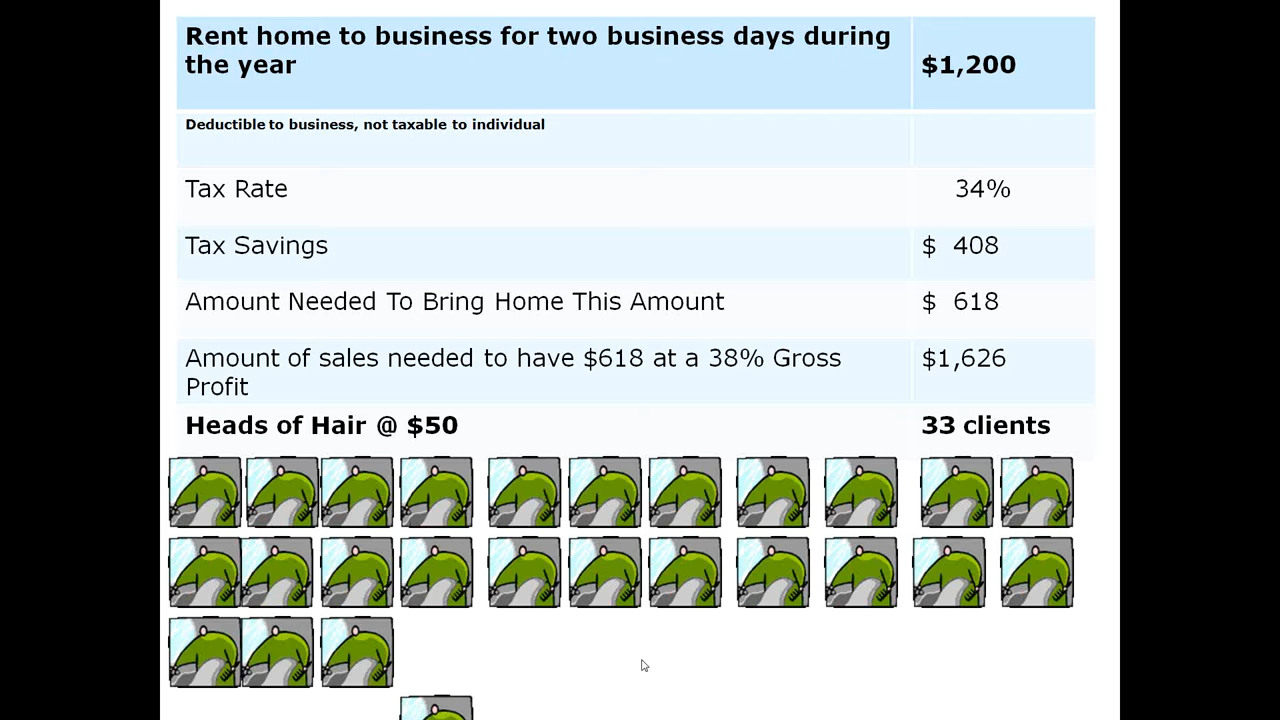 Rent home to business for two business days during
the year
$1,200
Deductible to business, not taxable to individual
Tax Rate
34%
Tax Savings
$ 408
Amount Needed To Bring Home This Amount
$ 618
Amount of sales needed to have $618 at a 38% Gross
Profit
$1,626
Heads of Hair @ $50
33 clients